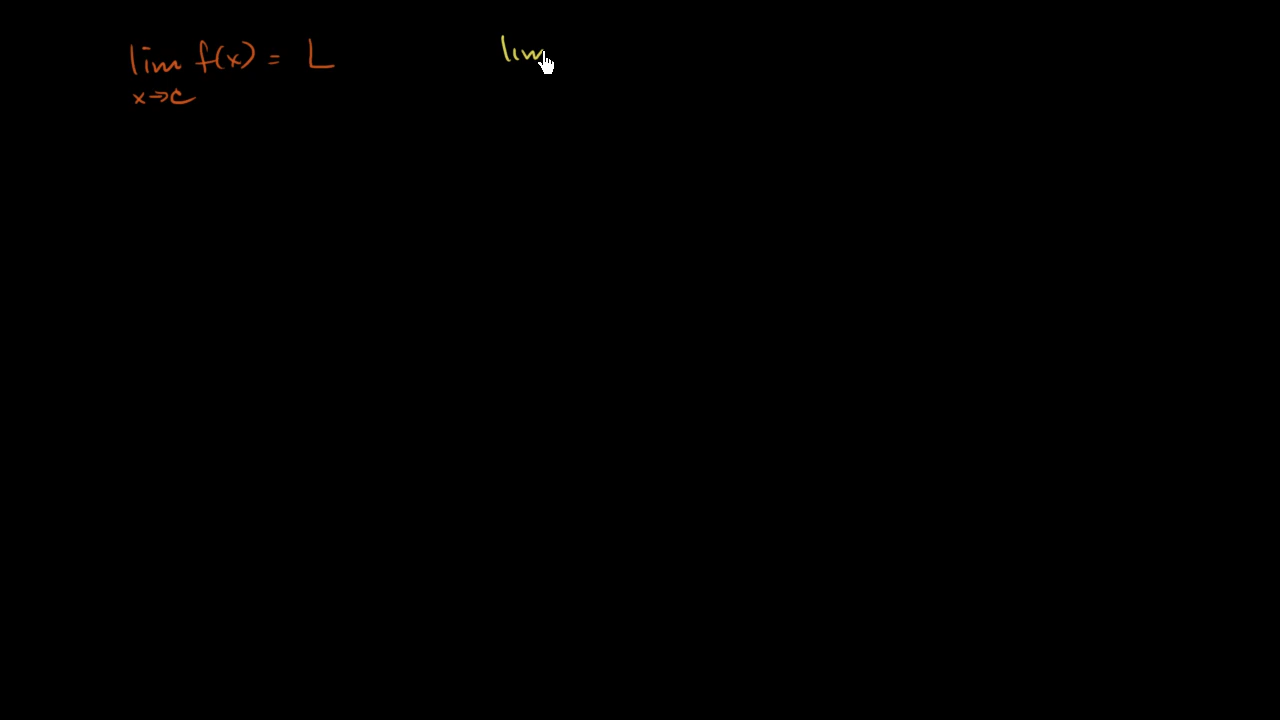 lim f(x) = L lim
x→c